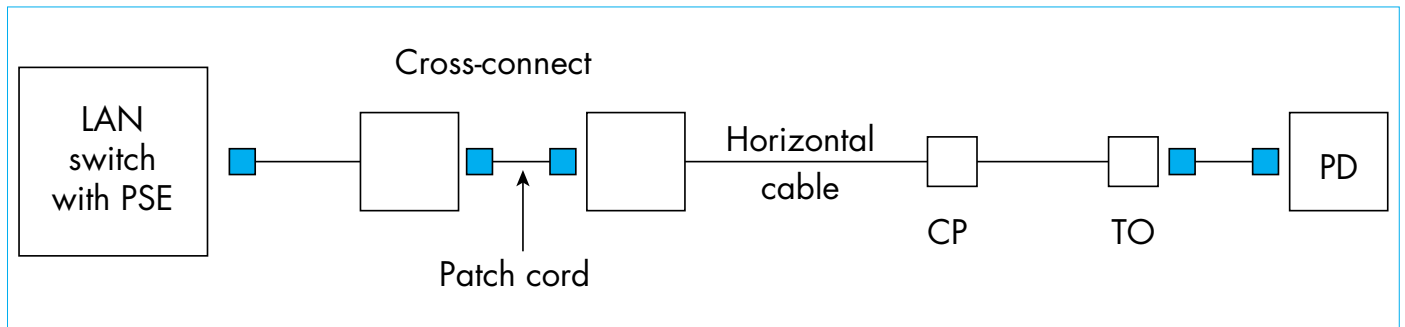 Cross-connect
LAN
switch
with PSE
Horizontal
cable
CP
TO
PD
Patch cord